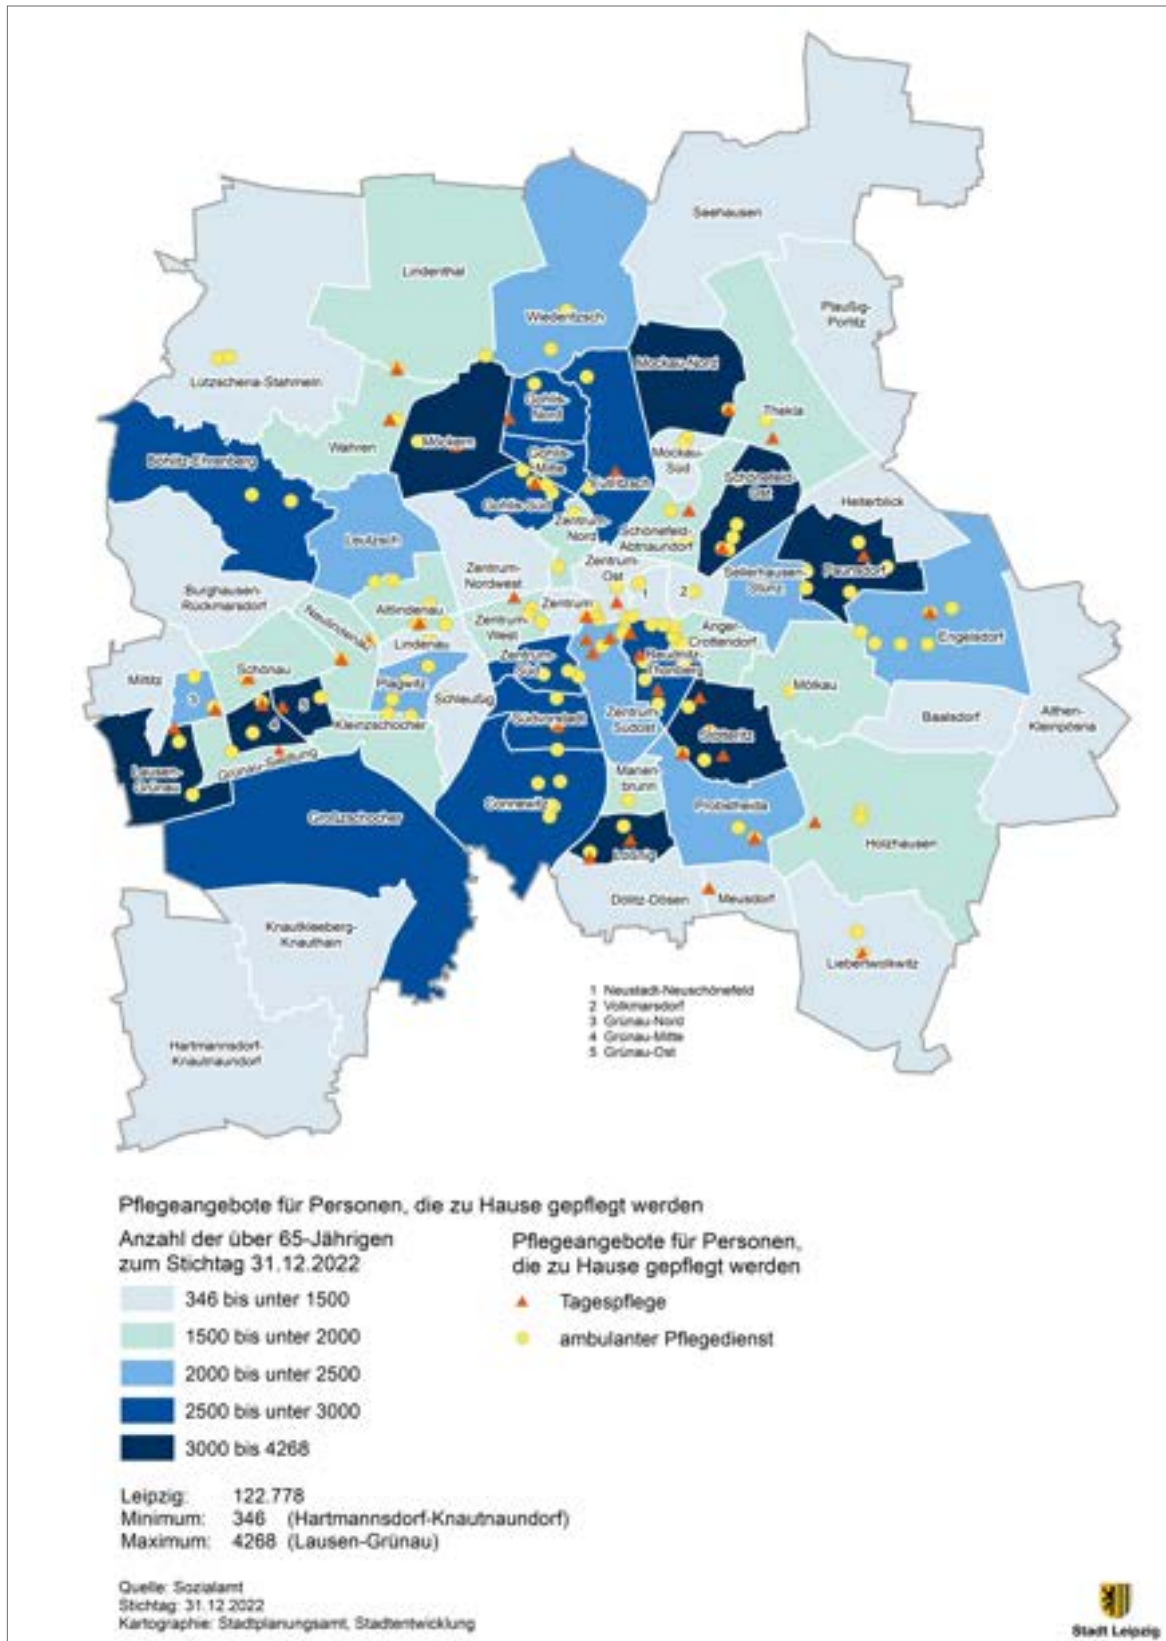 Seehausen
Lindenthal
Plaußig-
Portitz
Wiederitzsch
Mockau-Nord
Lützschena-Stahmeln
Gohlis-
Nord
Thekla
Wahren
Möckern
Mockau-
Süd
Böhlitz-Ehrenberg
Gohlis-
Mitte
Eutritzsch
Schönefeld-
Ost
Heiterblick
Gohlis-Süd
Zentrum-
Nord
Schönefeld-
Abtnaundorf
Leutzsch
Zentrum-
Nordwest
Zentrum-
Ost
Sellerhausen-
Stünz
Paunsdorf
Burghausen-
Rückmarsdorf
1
2
Altlindenau
Zentrum
Neulindenau
Zentrum-
West
Anger-
Crottendorf
Engelsdorf
Lindenau
Reudnitz-
Thonberg
Zentrum-
Süd
Schönau
Miltitz
Plagwitz
Schleußig
Mölkau
3
5
4
Althen-
Kleinpösna
Baalsdorf
Südvorstadt
Zentrum-
Südost
Kleinzschocher
Stötteritz
Grünau-Siedlung
Lausen-
Grünau
Marien-
brunn
Connewitz
Probstheida
Großzschocher
Holzhausen
Lößnig
Dölitz-Dösen
Meusdorf
Knautkleeberg-
Knauthain
Liebertwolkwitz
1 Neustadt-Neuschönefeld
2 Volkmarsdorf
3 Grünau-Nord
4 Grünau-Mitte
5 Grünau-Ost
Hartmannsdorf-
Knautnaundorf
Pflegeangebote für Personen, die zu Hause gepflegt werden
Anzahl der über 65-Jährigen
zum Stichtag 31.12.2022
346 bis unter 1500
1500 bis unter 2000
2000 bis unter 2500
2500 bis unter 3000
3000 bis 4268
Pflegeangebote für Personen,
die zu Hause gepflegt werden
Tagespflege
ambulanter Pflegedienst
Leipzig: 122.778
Minimum: 346 (Hartmannsdorf-Knautnaundorf)
Maximum: 4268 (Lausen-Grünau)
Quelle: Sozialamt
Stichtag: 31.12.2022
Kartographie: Stadtplanungsamt, Stadtentwicklung
Stadt Leipzig